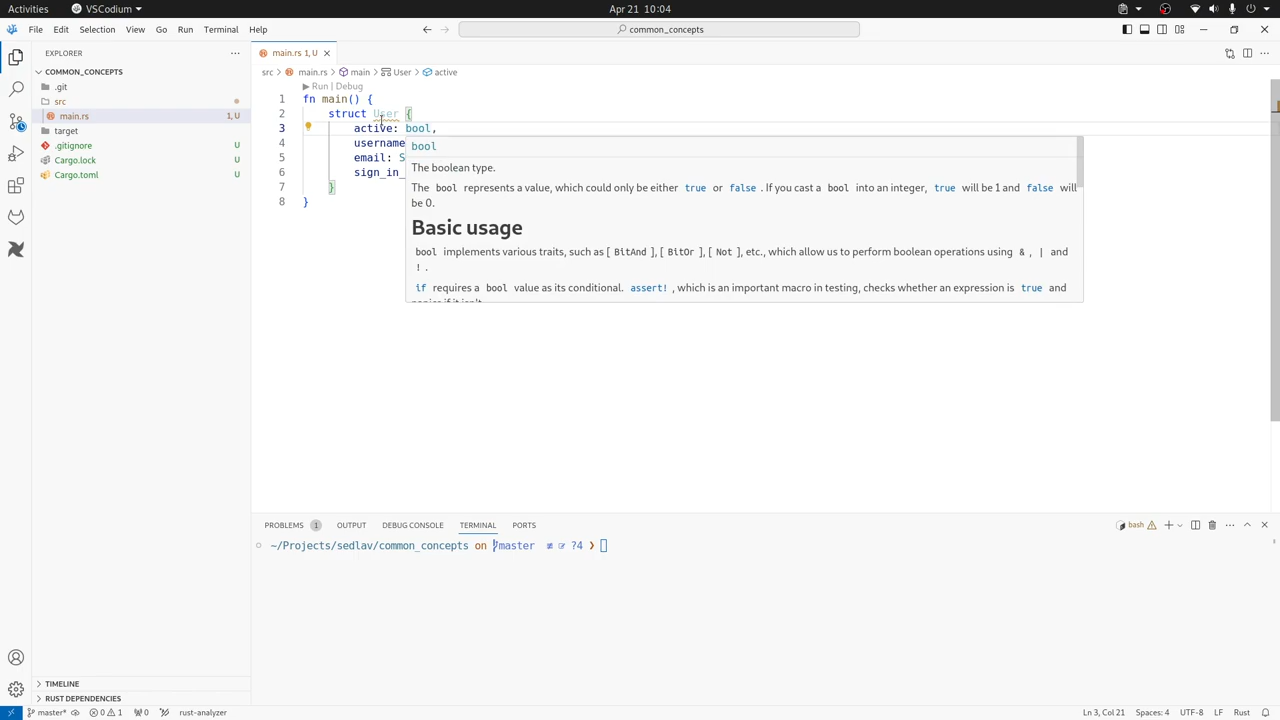 Activities
VSCodium
Apr 21 10:04
File Edit Selection View Go Run Terminal Help
common_concepts
EXPLORER
COMMON_CONCEPTS
.git
src
main.rs 1, U
target
.gitignore U
Cargo.lock U
Cargo.toml U
TIMELINE
RUST DEPENDENCIES
main.rs 1, U
src > main.rs > main > User > active
Run | Debug
1 fn main() {
2 struct User {
3 active: bool,
4 username
5 email: S
6 sign_in_
7 }
8 }
bool
The boolean type.
The bool represents a value, which could only be either true or false . If you cast a bool into an integer, true will be 1 and false will
be 0.
Basic usage
bool implements various traits, such as [ BitAnd ], [ BitOr ], [ Not ], etc., which allow us to perform boolean operations using & , | and
! .
if requires a bool value as its conditional. assert! , which is an important macro in testing, checks whether an expression is true and
PROBLEMS 1 OUTPUT DEBUG CONSOLE TERMINAL PORTS
bash
~/Projects/sedlav/common_concepts on master ≢ ?4 ❯
master* 0 1 0 rust-analyzer
Ln 3, Col 21 Spaces: 4 UTF-8 LF Rust